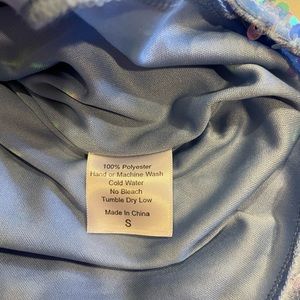 100% Polyester
Hand or Machine Wash
Cold Water
No Bleach
Tumble Dry Low
Made In China
S